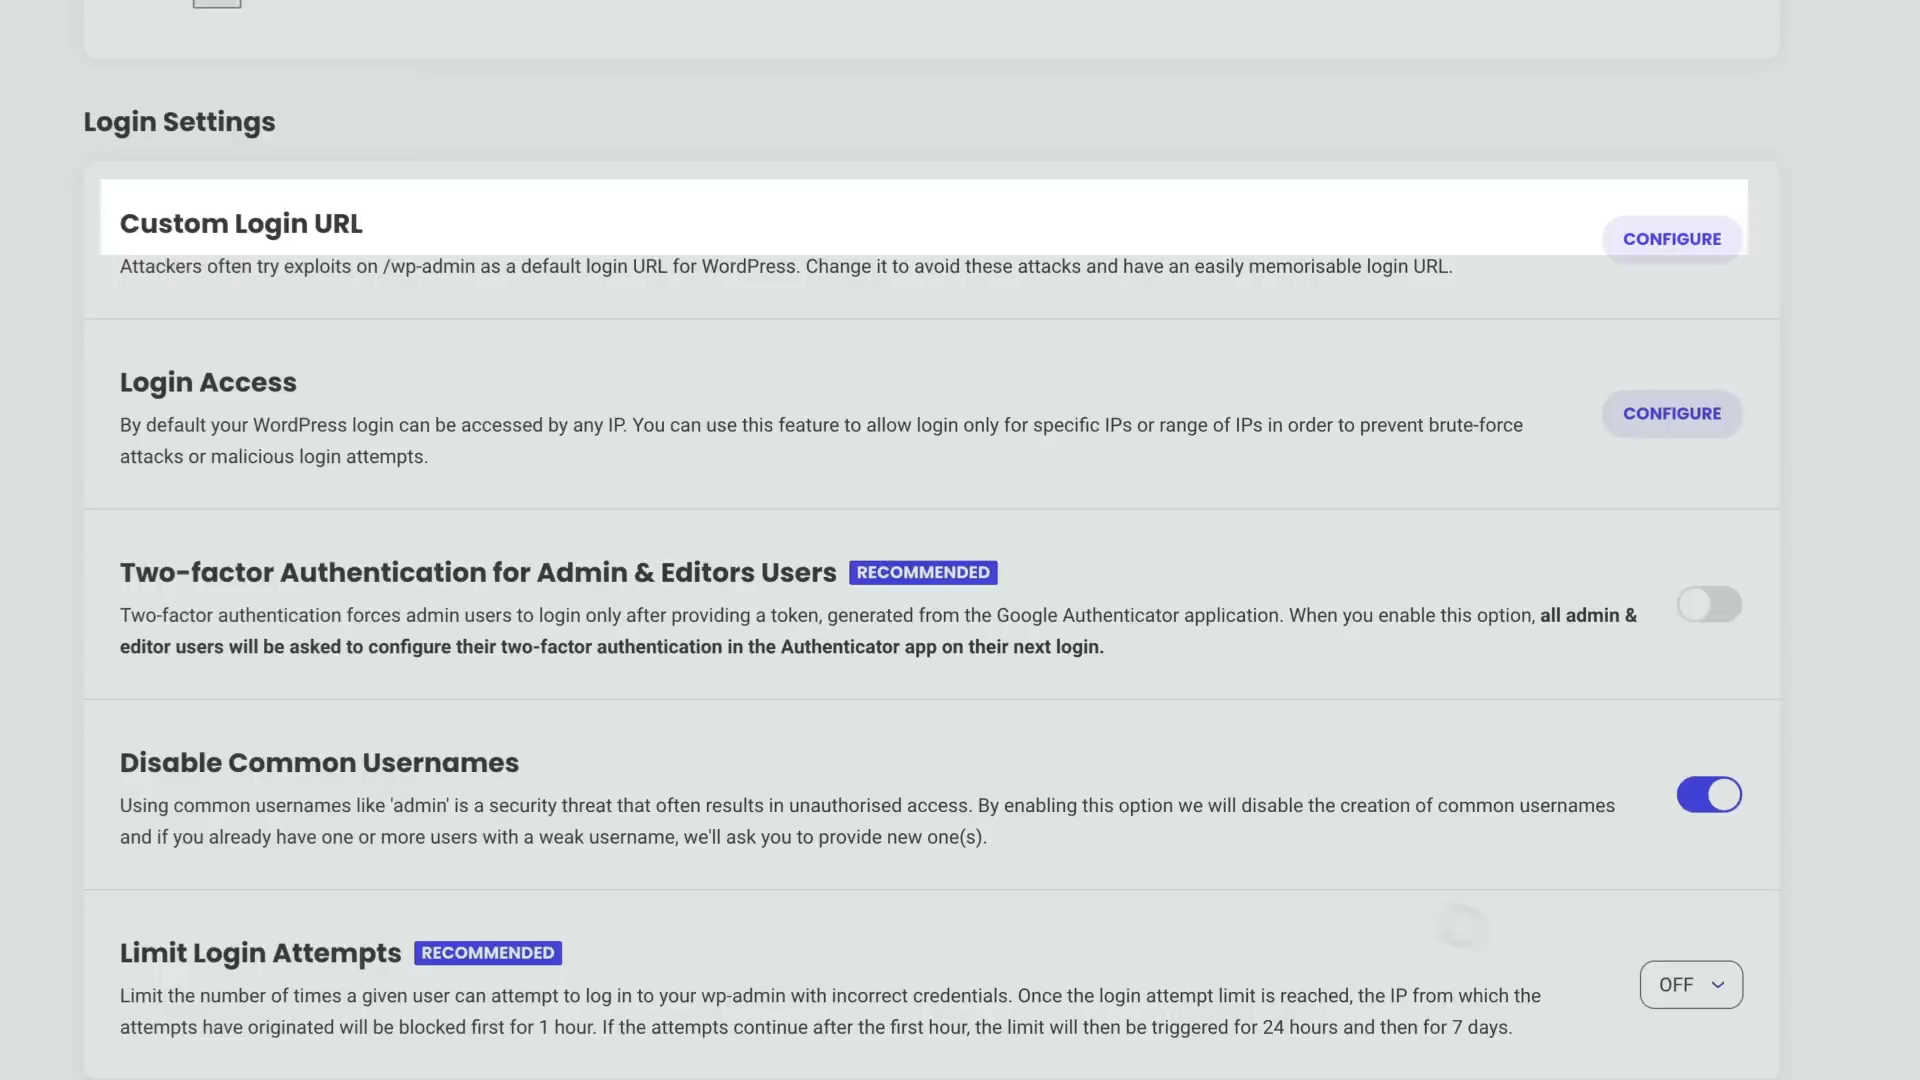 Login Settings
Custom Login URL
CONFIGURE
Attackers often try exploits on /wp-admin as a default login URL for WordPress. Change it to avoid these attacks and have an easily memorisable login URL.
Login Access
CONFIGURE
By default your WordPress login can be accessed by any IP. You can use this feature to allow login only for specific IPs or range of IPs in order to prevent brute-force
attacks or malicious login attempts.
Two-factor Authentication for Admin & Editors Users RECOMMENDED
Two-factor authentication forces admin users to login only after providing a token, generated from the Google Authenticator application. When you enable this option, all admin &
editor users will be asked to configure their two-factor authentication in the Authenticator app on their next login.
Disable Common Usernames
Using common usernames like 'admin' is a security threat that often results in unauthorised access. By enabling this option we will disable the creation of common usernames
and if you already have one or more users with a weak username, we'll ask you to provide new one(s).
Limit Login Attempts RECOMMENDED
OFF
Limit the number of times a given user can attempt to log in to your wp-admin with incorrect credentials. Once the login attempt limit is reached, the IP from which the
attempts have originated will be blocked first for 1 hour. If the attempts continue after the first hour, the limit will then be triggered for 24 hours and then for 7 days.